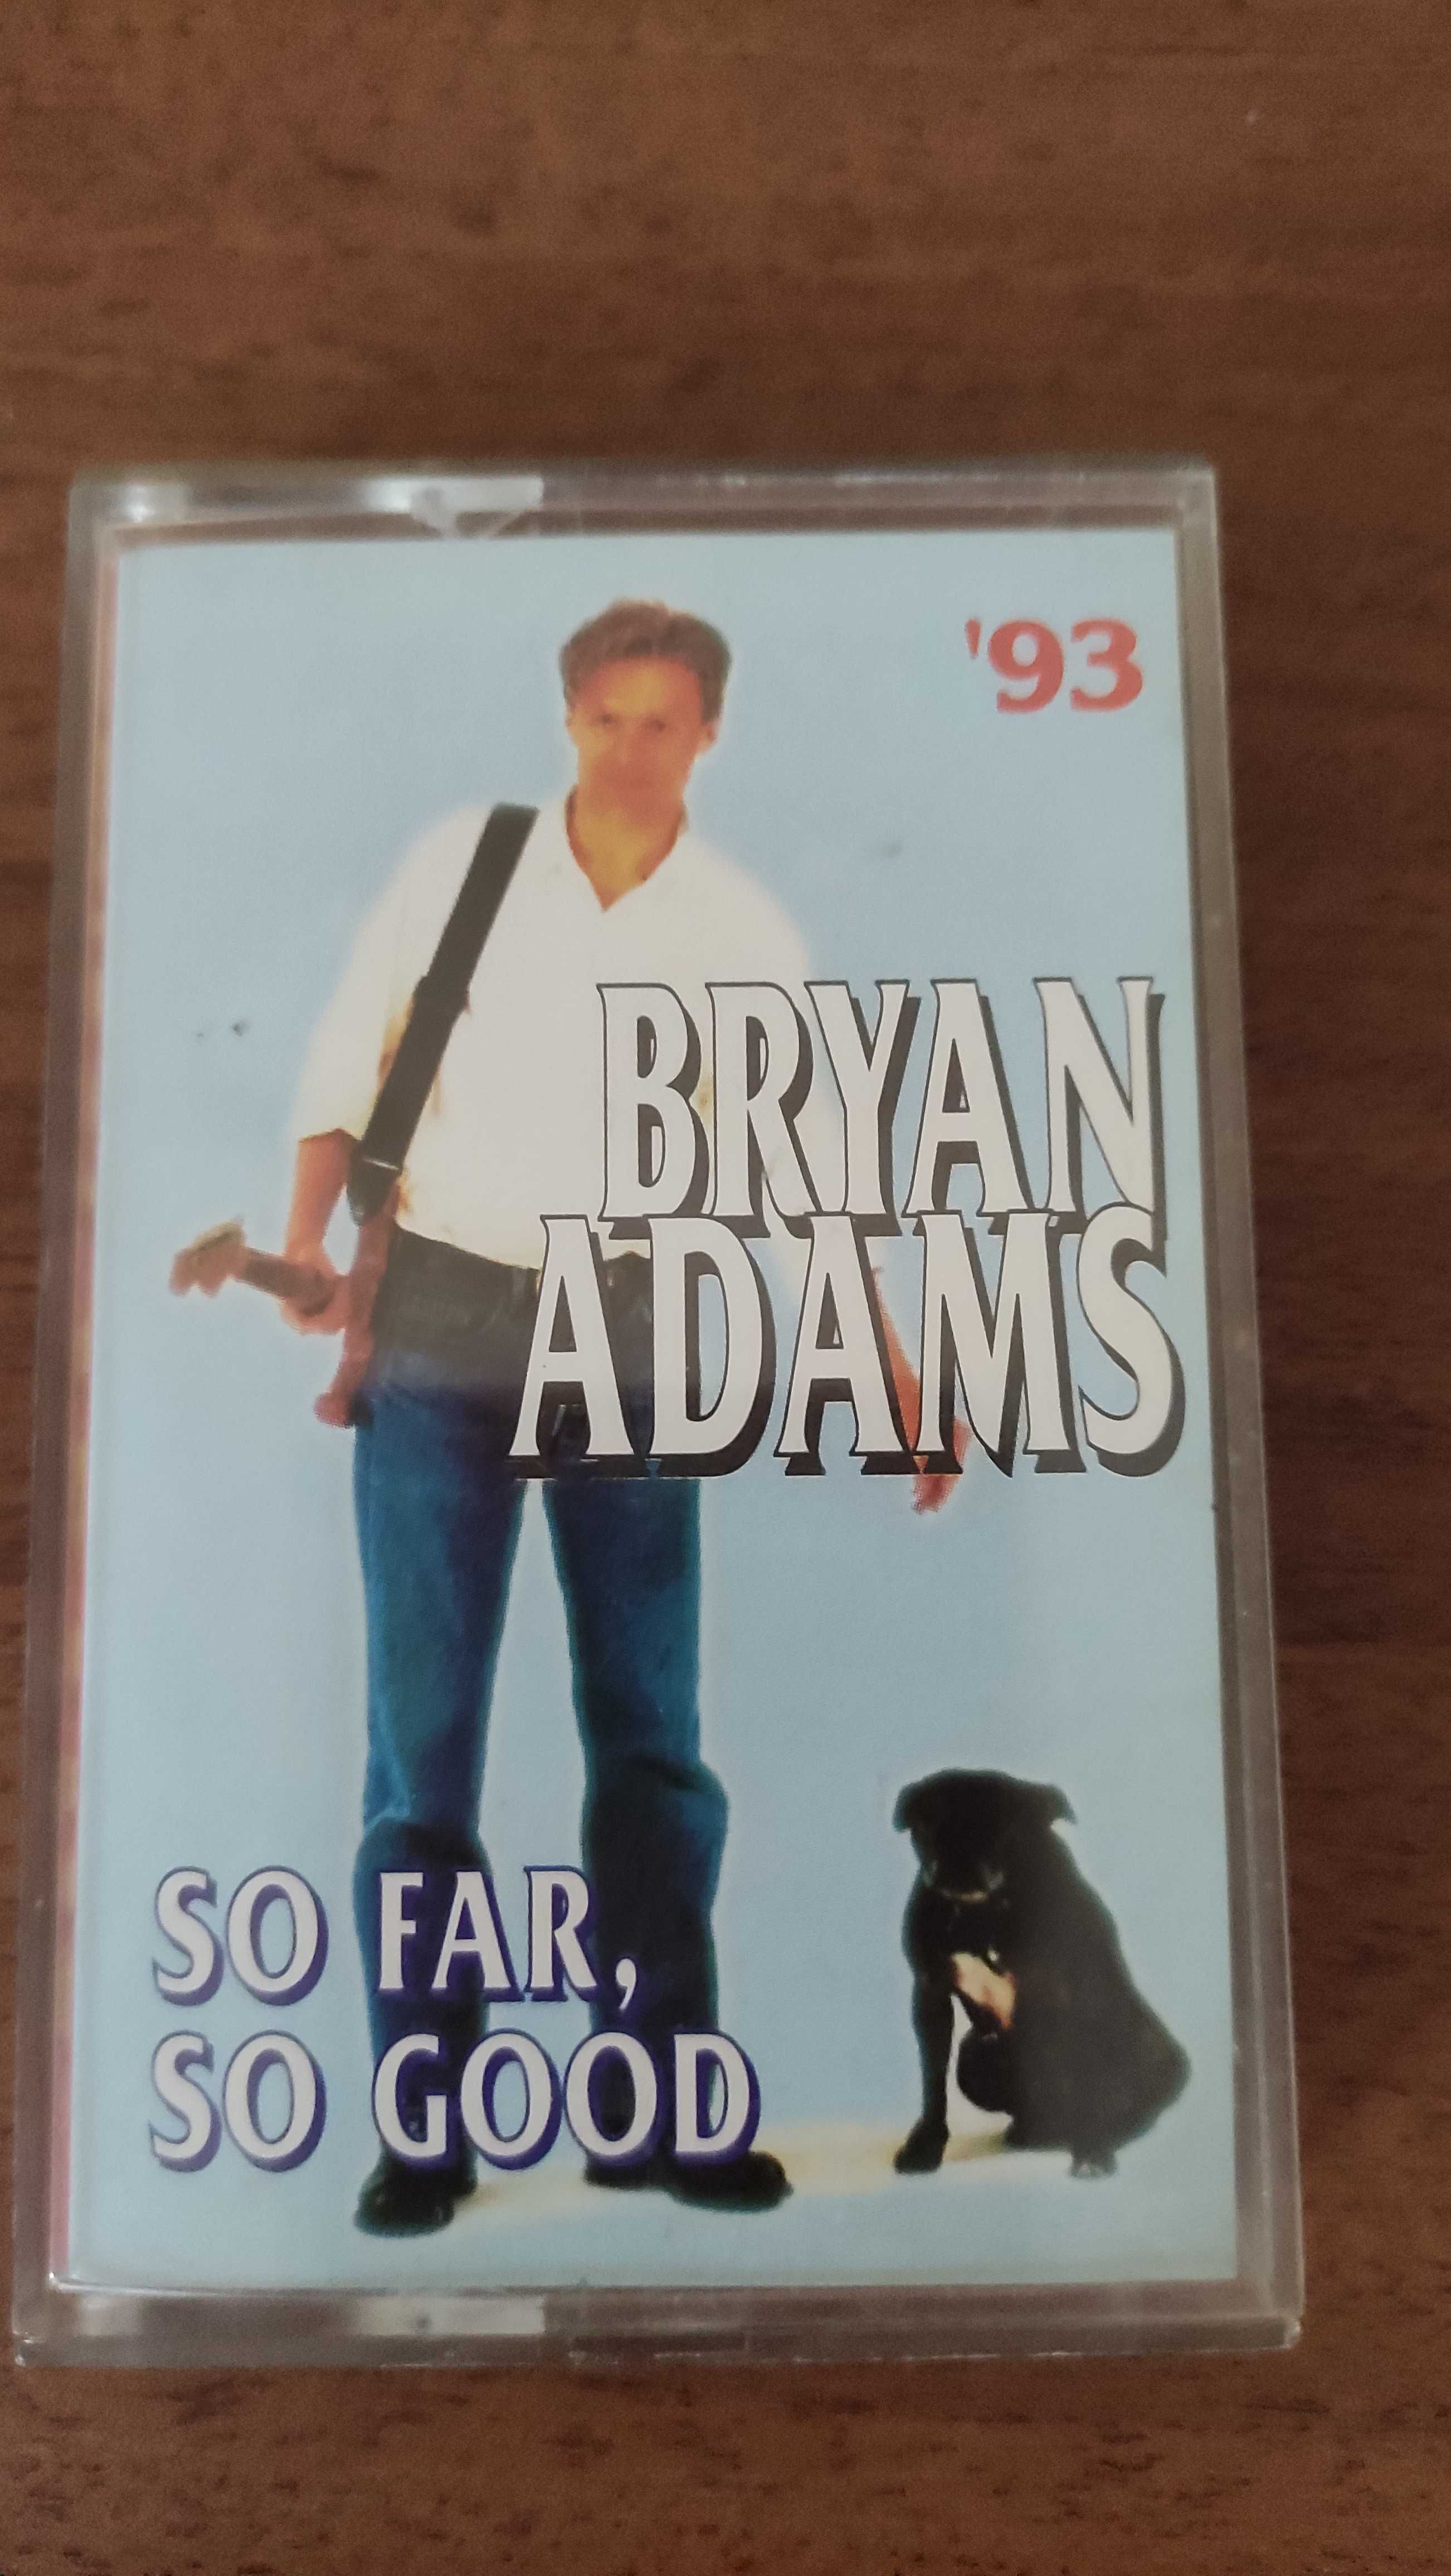 '93
BRYAN
ADAMS
SO FAR,
SO GOOD